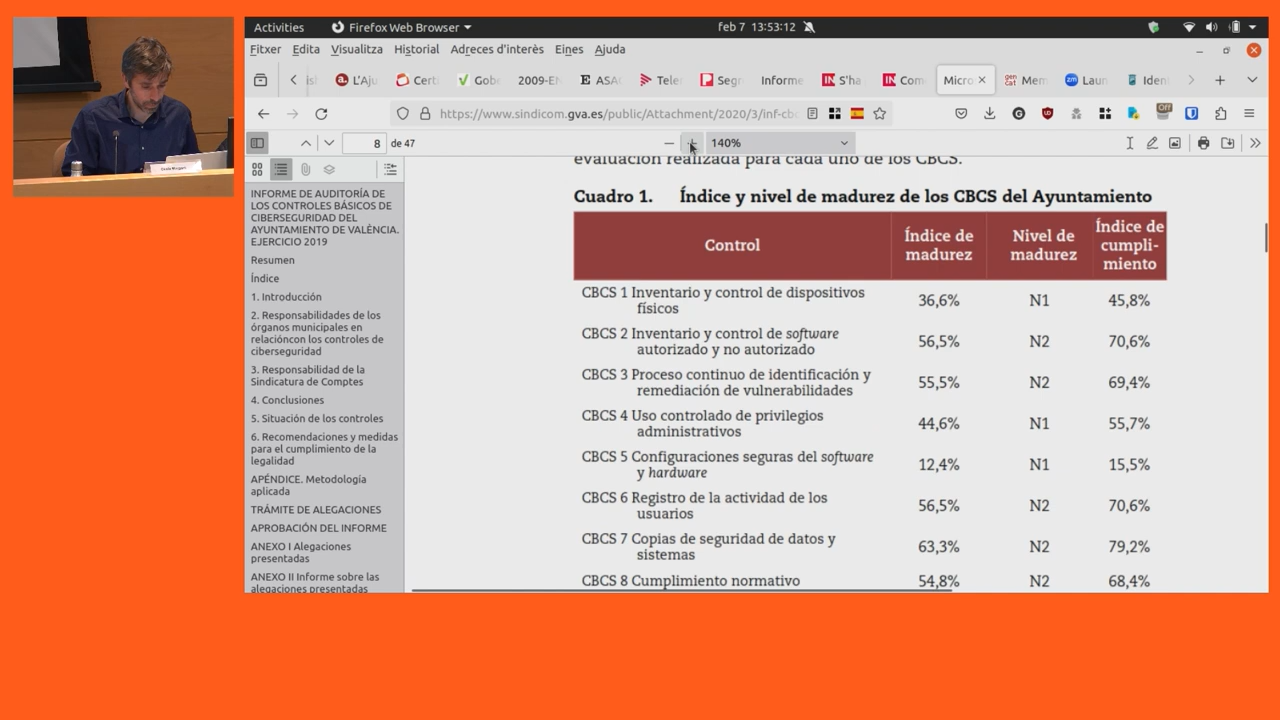 Activities
Firefox Web Browser
feb 7 13:53:12
Fitxer Edita Visualitza Historial Adreces d'interès Eines Ajuda
L'Aju
Certi
Gobe
2009-EN
ASAC
Telef
Segr
Informe
S'ha
Com
Micro
gen cat
Mem
zm
Laun
Ident
https://www.sindicom.gva.es/public/Attachment/2020/3/inf-cb
Off
8 de 47
140%
INFORME DE AUDITORÍA DE
LOS CONTROLES BÁSICOS DE
CIBERSEGURIDAD DEL
AYUNTAMIENTO DE VALÈNCIA.
EJERCICIO 2019
Resumen
Índice
1. Introducción
2. Responsabilidades de los
órganos municipales en
relacióncon los controles de
ciberseguridad
3. Responsabilidad de la
Sindicatura de Comptes
4. Conclusiones
5. Situación de los controles
6. Recomendaciones y medidas
para el cumplimiento de la
legalidad
APÉNDICE. Metodología
aplicada
TRÁMITE DE ALEGACIONES
APROBACIÓN DEL INFORME
ANEXO I Alegaciones
presentadas
ANEXO II Informe sobre las
alegaciones presentadas
evaluación realizada para cada uno de los CBCS.
Cuadro 1. Índice y nivel de madurez de los CBCS del Ayuntamiento
Control
Índice de
madurez
Nivel de
madurez
Índice de
cumpli-
miento
CBCS 1 Inventario y control de dispositivos
físicos
36,6% N1 45,8%
CBCS 2 Inventario y control de software
autorizado y no autorizado
56,5% N2 70,6%
CBCS 3 Proceso continuo de identificación y
remediación de vulnerabilidades
55,5% N2 69,4%
CBCS 4 Uso controlado de privilegios
administrativos
44,6% N1 55,7%
CBCS 5 Configuraciones seguras del software
y hardware
12,4% N1 15,5%
CBCS 6 Registro de la actividad de los
usuarios
56,5% N2 70,6%
CBCS 7 Copias de seguridad de datos y
sistemas
63,3% N2 79,2%
CBCS 8 Cumplimiento normativo 54,8% N2 68,4%